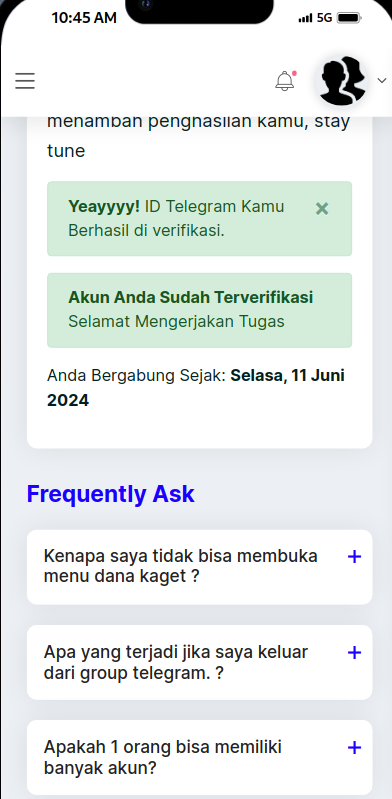 10:45 AM
5G
menambah penghasilan kamu, stay
tune
Yeayyyy! ID Telegram Kamu
Berhasil di verifikasi.
×
Akun Anda Sudah Terverifikasi
Selamat Mengerjakan Tugas
Anda Bergabung Sejak: Selasa, 11 Juni
2024
Frequently Ask
Kenapa saya tidak bisa membuka
menu dana kaget ?
+
Apa yang terjadi jika saya keluar
dari group telegram. ?
+
Apakah 1 orang bisa memiliki
banyak akun?
+